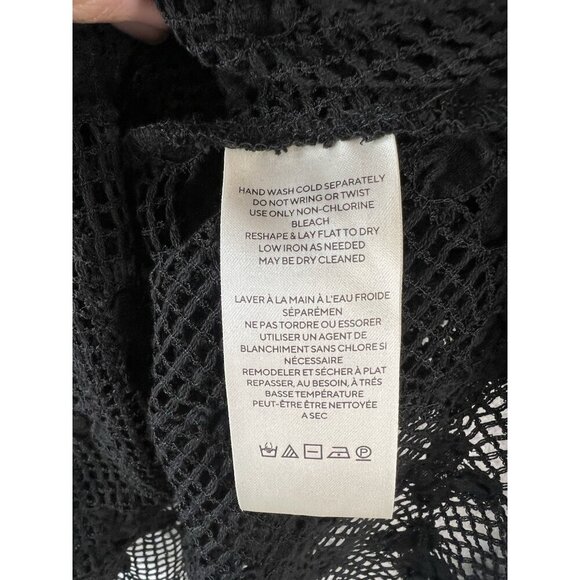 HAND WASH COLD SEPARATELY
DO NOT WRING OR TWIST
USE ONLY NON-CHLORINE
BLEACH
RESHAPE & LAY FLAT TO DRY
LOW IRON AS NEEDED
MAY BE DRY CLEANED
LAVER À LA MAIN À L'EAU FROIDE
SÉPARÉMEN
NE PAS TORDRE OU ESSORER
UTILISER UN AGENT DE
BLANCHIMENT SANS CHLORE SI
NÉCESSAIRE
REMODELER ET SÉCHER À PLAT
REPASSER, AU BESOIN, À TRÉS
BASSE TEMPÉRATURE
PEUT-ÊTRE ÊTRE NETTOYÉE
A SEC
P